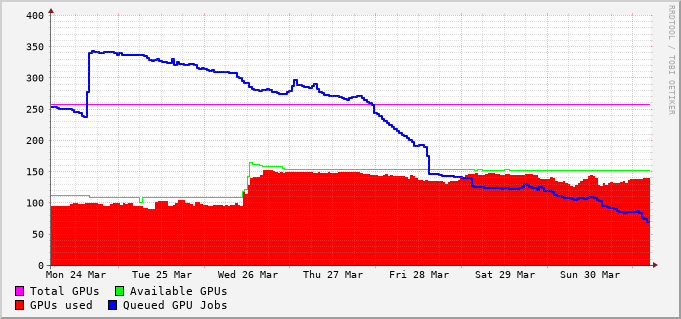 400
350
300
250
200
150
100
50
0
Mon 24 Mar Tue 25 Mar Wed 26 Mar Thu 27 Mar Fri 28 Mar Sat 29 Mar Sun 30 Mar
Total GPUs Available GPUs
GPUs used Queued GPU Jobs
RRDTOOL / TOBI OETIKER